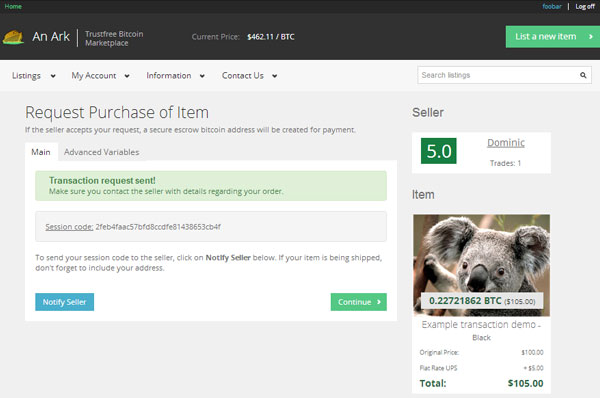 Home
foobar | Log off
An Ark
Trustfree Bitcoin
Marketplace
Current Price: $462.11 / BTC
List a new item
Listings
My Account
Information
Contact Us
Search listings
Request Purchase of Item
If the seller accepts your request, a secure escrow bitcoin address will be created for payment.
Main
Advanced Variables
Transaction request sent!
Make sure you contact the seller with details regarding your order.
Session code: 2feb4faac57bfd8ccdfe81438653cb4f
To send your session code to the seller, click on Notify Seller below. If your item is being shipped,
don't forget to include your address.
Notify Seller
Continue
Seller
5.0
Dominic
Trades: 1
Item
0.22721862 BTC ($105.00)
Example transaction demo -
Black
Original Price: $100.00
Flat Rate UPS + $5.00
Total: $105.00